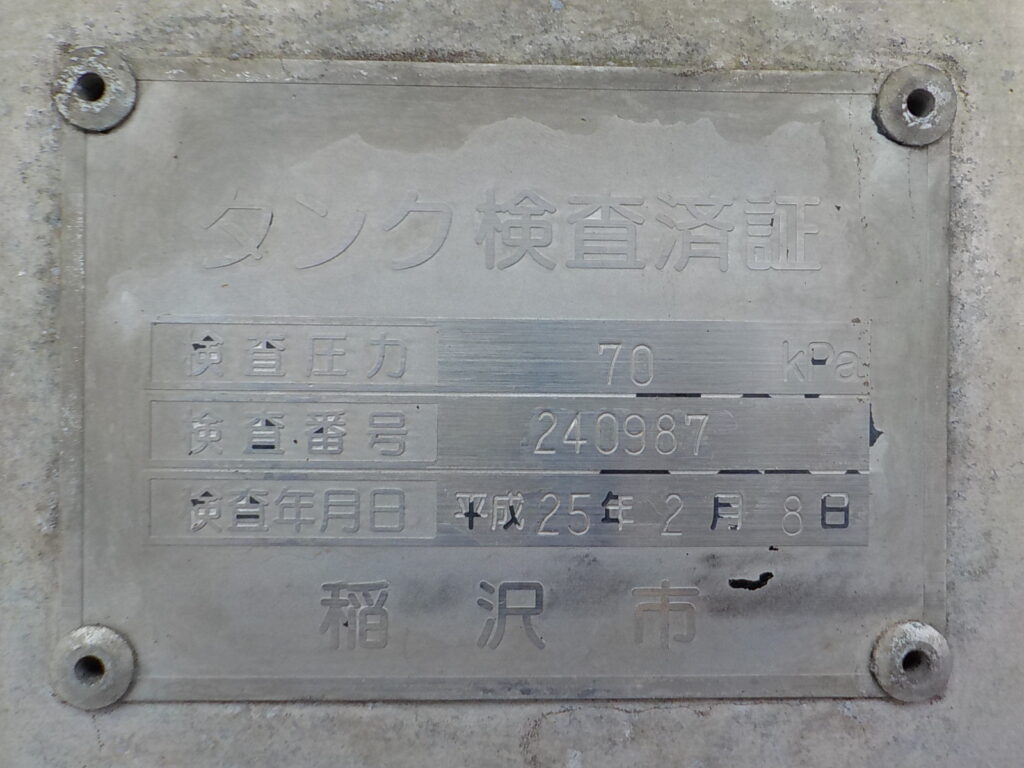 タンク検査済証
検査圧力 70 kPa
検査番号 240987
検査年月日 平成25年2月8日
稲沢市